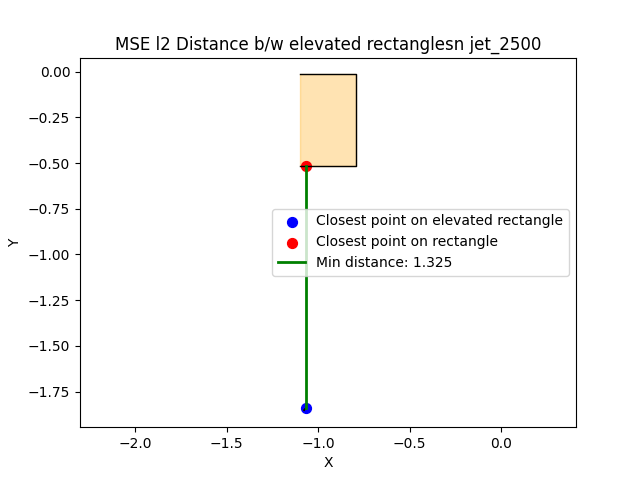 MSE l2 Distance b/w elevated rectanglesn jet_2500
0.00
−0.25
−0.50
−0.75
−1.00
−1.25
−1.50
−1.75
Y
Closest point on elevated rectangle
Closest point on rectangle
Min distance: 1.325
−2.0
−1.5
−1.0
−0.5
0.0
X